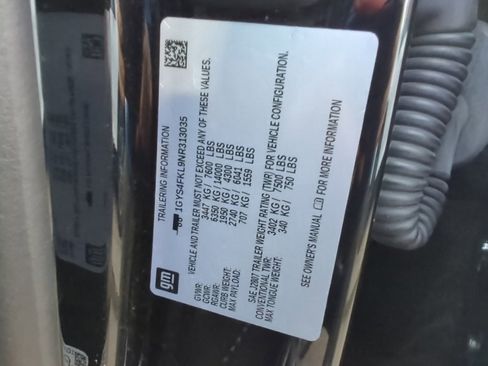 gm
TRAILERING INFORMATION
1GYS4FKL9NR313035
VEHICLE AND TRAILER MUST NOT EXCEED ANY OF THESE VALUES.
GVWR: 3447 KG / 7600 LBS
GCWR: 6350 KG / 14000 LBS
RGAWR: 1950 KG / 4300 LBS
CURB WEIGHT: 2740 KG / 6041 LBS
MAX PAYLOAD: 707 KG / 1559 LBS
SAE J2807 TRAILER WEIGHT RATING (TWR) FOR VEHICLE CONFIGURATION.
CONVENTIONAL TWR: 3402 KG / 7500 LBS
MAX TONGUE WEIGHT: 340 KG / 750 LBS
SEE OWNER'S MANUAL FOR MORE INFORMATION